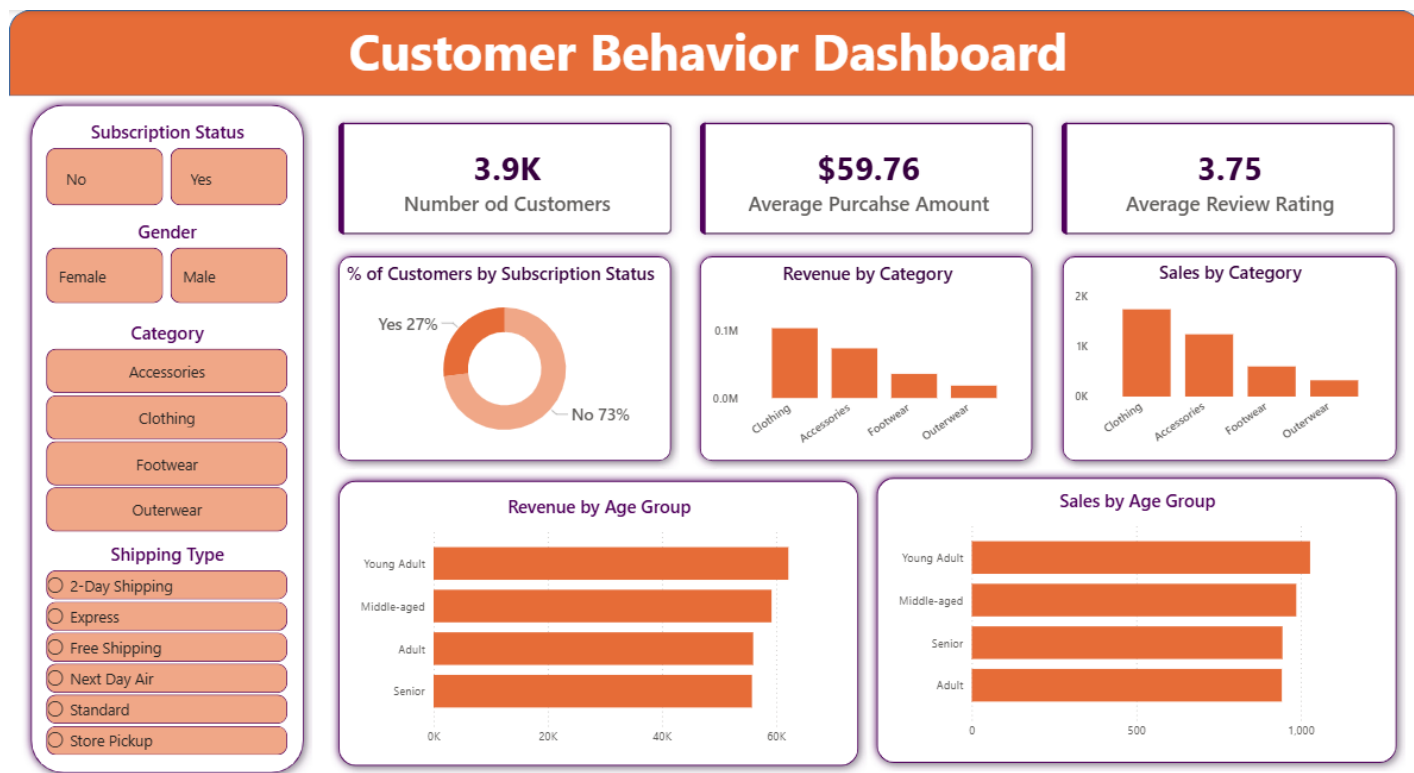 Customer Behavior Dashboard
Subscription Status
No
Yes
Gender
Female
Male
Category
Accessories
Clothing
Footwear
Outerwear
Shipping Type
2-Day Shipping
Express
Free Shipping
Next Day Air
Standard
Store Pickup
3.9K
Number od Customers
$59.76
Average Purcahse Amount
3.75
Average Review Rating
% of Customers by Subscription Status
Yes 27%
No 73%
Revenue by Category
0.1M
0.0M
Clothing
Accessories
Footwear
Outerwear
Sales by Category
2K
1K
0K
Clothing
Accessories
Footwear
Outerwear
Revenue by Age Group
Young Adult
Middle-aged
Adult
Senior
0K
20K
40K
60K
Sales by Age Group
Young Adult
Middle-aged
Senior
Adult
0
500
1,000